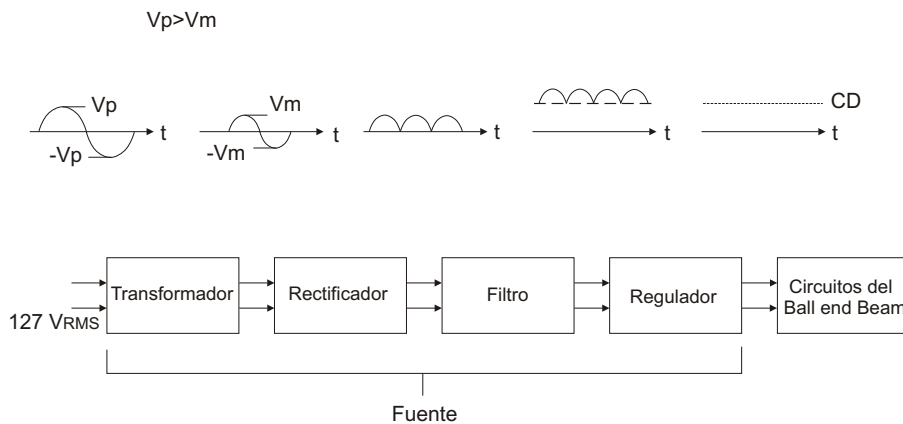 Vp>Vm
Vp
-Vp
t
Vm
-Vm
t
t
t
CD
t
127 VRMS
Transformador
Rectificador
Filtro
Regulador
Circuitos del
Ball end Beam
Fuente